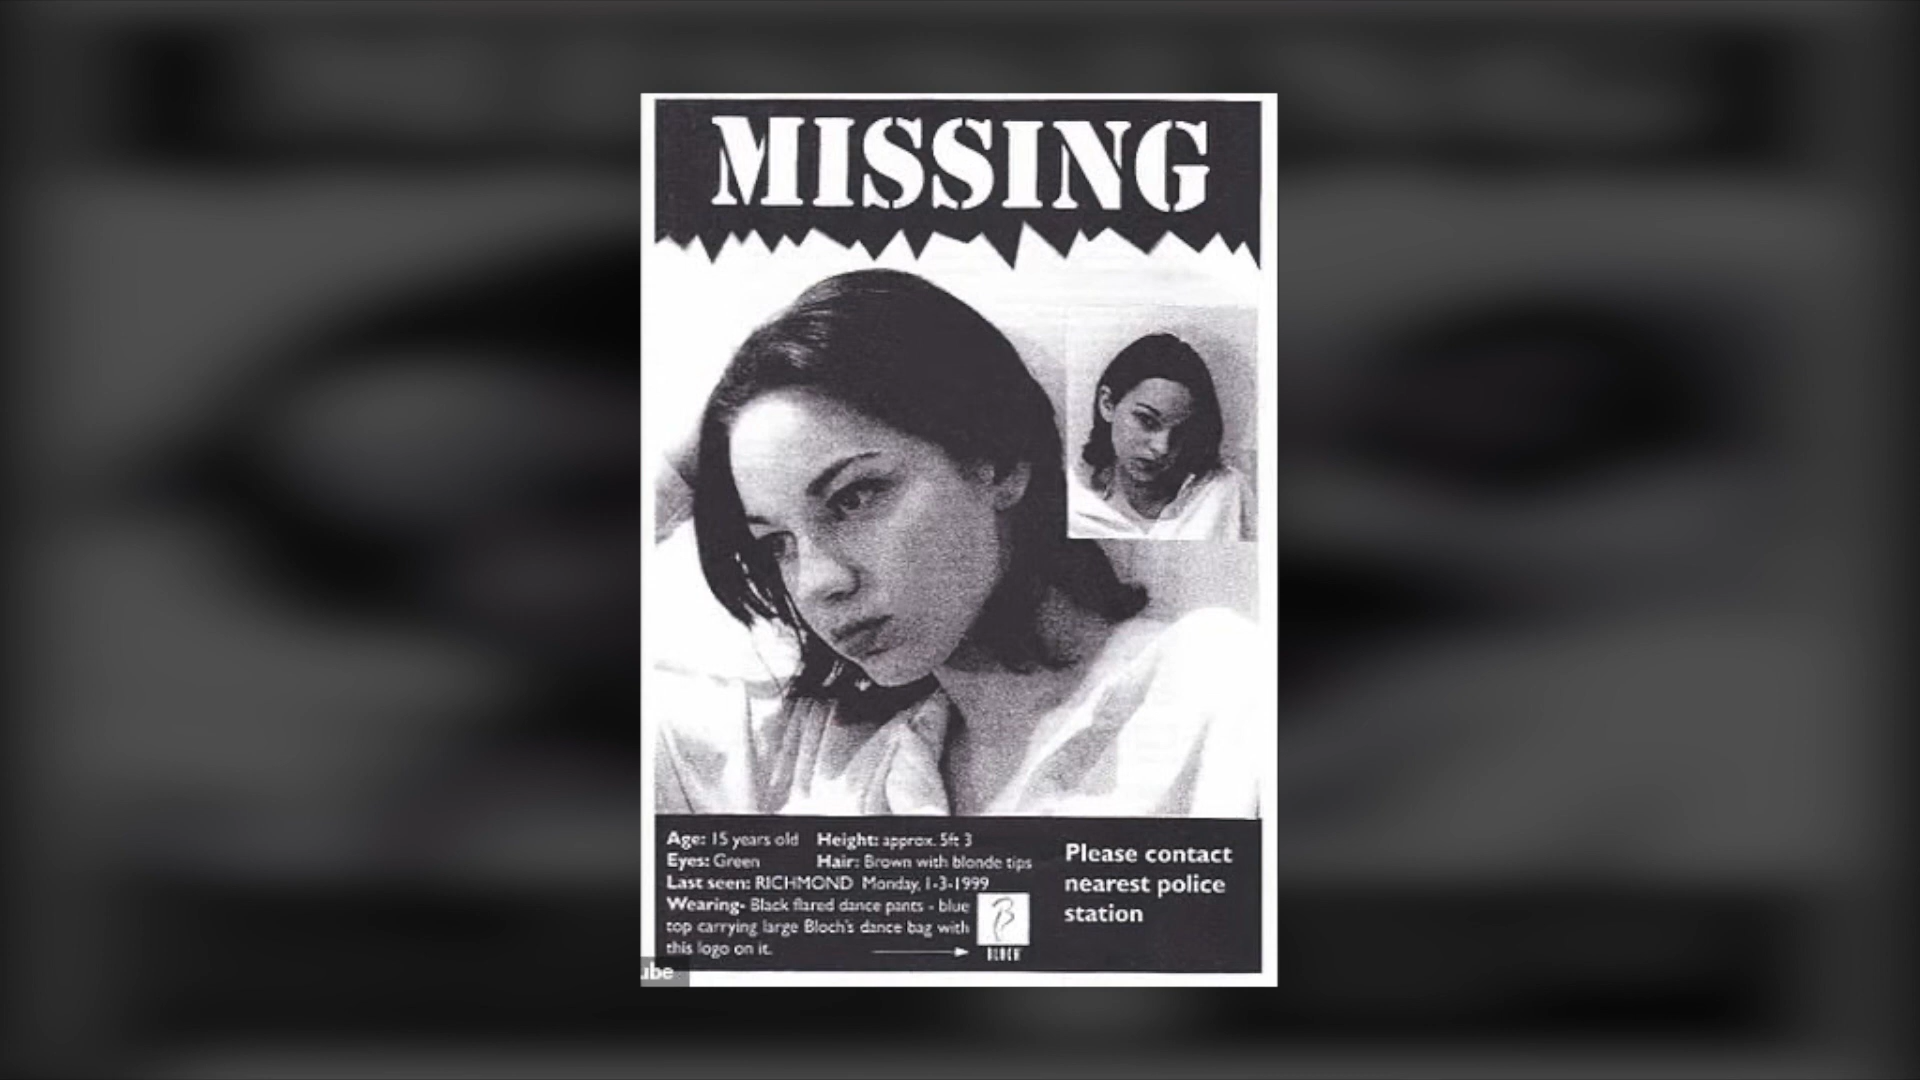 MISSING
Age: 15 years old Height: approx. 5ft 3
Eyes: Green Hair: Brown with blonde tips
Last seen: RICHMOND Monday, 1-3-1999
Wearing- Black flared dance pants - blue
top carrying large Bloch's dance bag with
this logo on it.
B
BLOCH
Please contact
nearest police
station
ube